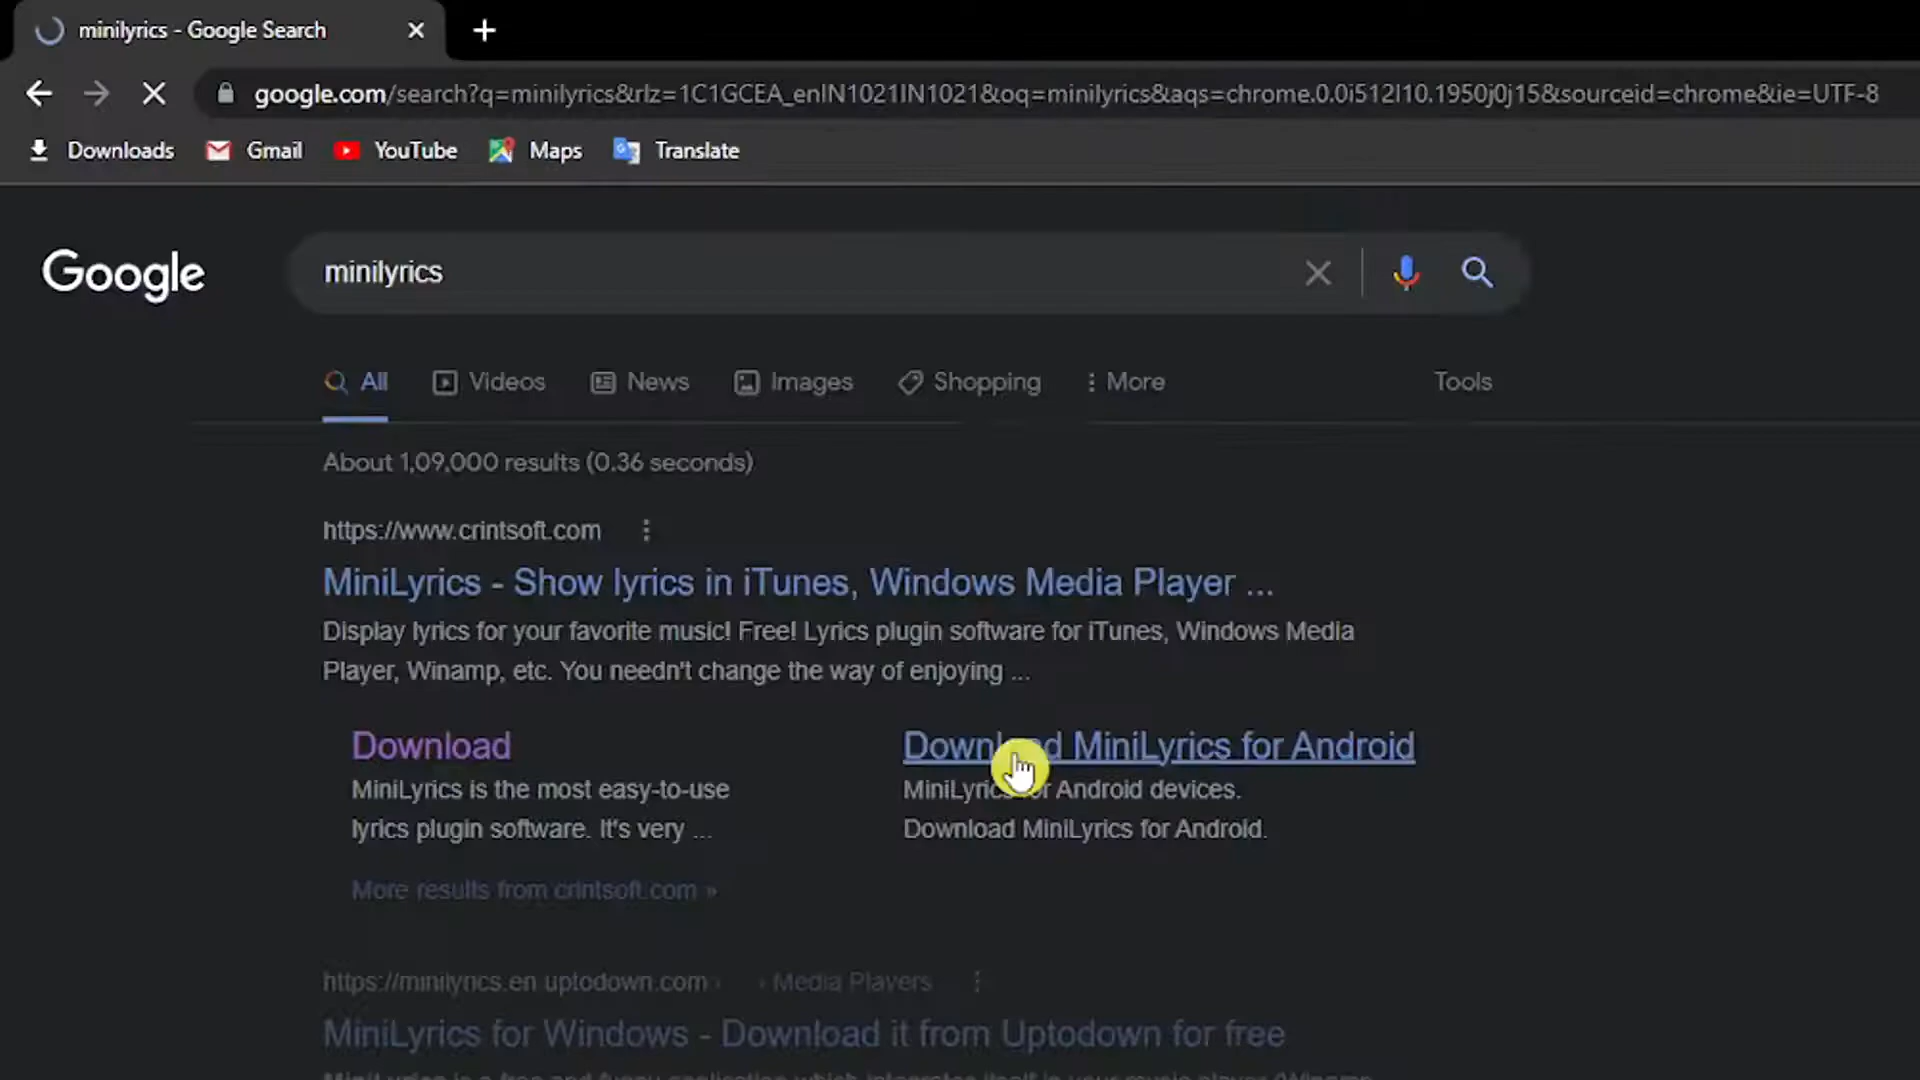 minilyrics - Google Search
google.com/search?q=minilyrics&rlz=1C1GCEA_enIN1021IN1021&oq=minilyrics&aqs=chrome.0.0i512l10.1950j0j15&sourceid=chrome&ie=UTF-8
Downloads Gmail YouTube Maps Translate
Google minilyrics
All Videos News Images Shopping More Tools
About 1,09,000 results (0.36 seconds)
https://www.crintsoft.com
MiniLyrics - Show lyrics in iTunes, Windows Media Player ...
Display lyrics for your favorite music! Free! Lyrics plugin software for iTunes, Windows Media
Player, Winamp, etc. You needn't change the way of enjoying ...
Download Download MiniLyrics for Android
MiniLyrics is the most easy-to-use MiniLyrics for Android devices.
lyrics plugin software. It's very ... Download MiniLyrics for Android.
More results from crintsoft.com »
https://minilyrics.en.uptodown.com › Media Players
MiniLyrics for Windows - Download it from Uptodown for free